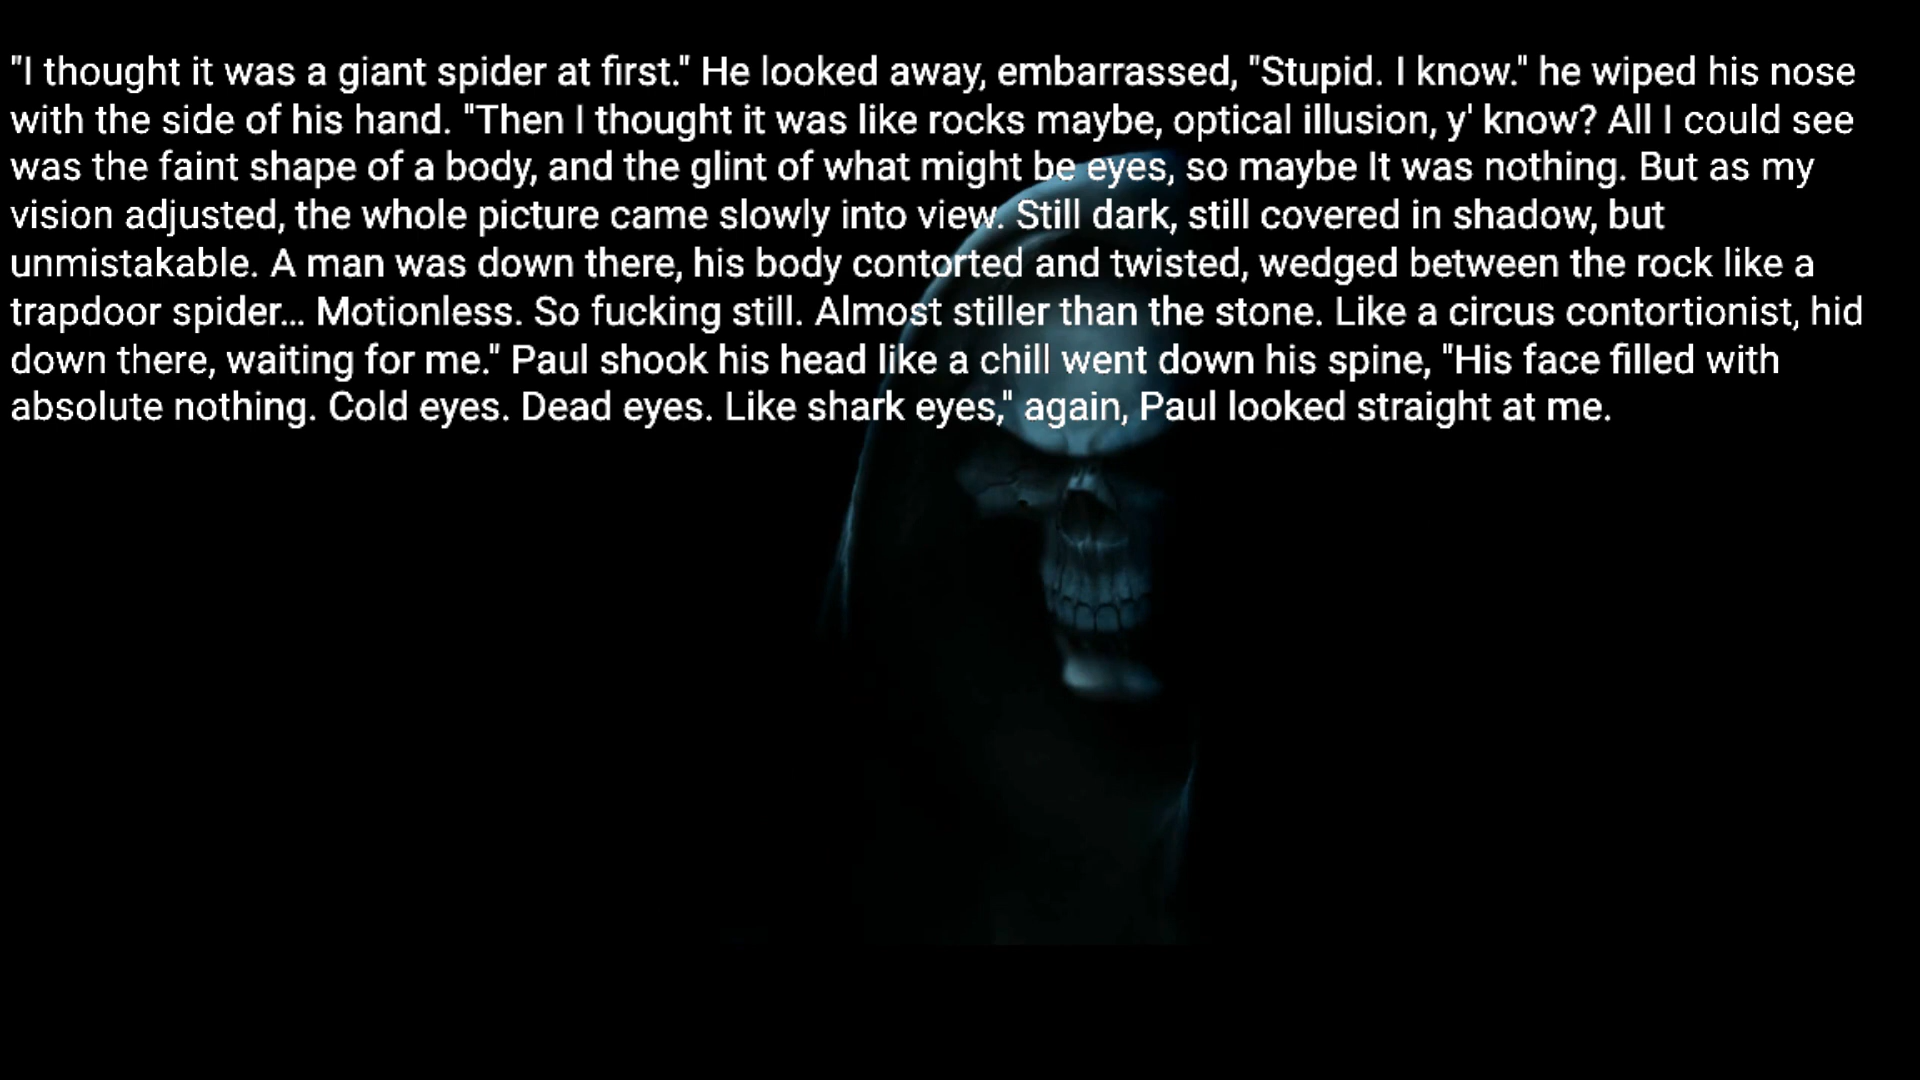 "I thought it was a giant spider at first." He looked away, embarrassed, "Stupid. I know." he wiped his nose
with the side of his hand. "Then I thought it was like rocks maybe, optical illusion, y' know? All I could see
was the faint shape of a body, and the glint of what might be eyes, so maybe It was nothing. But as my
vision adjusted, the whole picture came slowly into view. Still dark, still covered in shadow, but
unmistakable. A man was down there, his body contorted and twisted, wedged between the rock like a
trapdoor spider... Motionless. So fucking still. Almost stiller than the stone. Like a circus contortionist, hid
down there, waiting for me." Paul shook his head like a chill went down his spine, "His face filled with
absolute nothing. Cold eyes. Dead eyes. Like shark eyes," again, Paul looked straight at me.